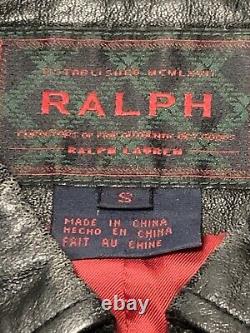 ESTABLISHED MCMLXVII
RALPH
RALPH LAUREN
S
MADE IN CHINA
HECHO EN CHINA
FAIT AU CHINE